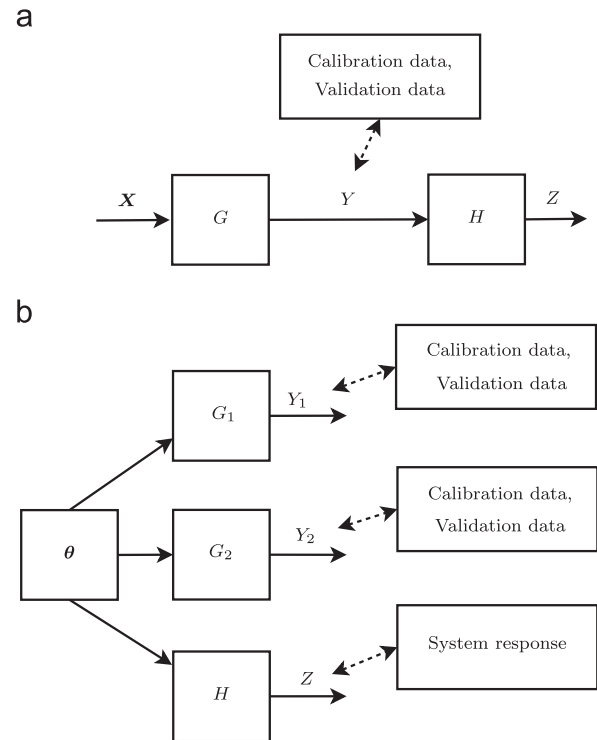 a
Calibration data,
Validation data
X
G
Y
H
Z
b
Calibration data,
Validation data
G1
Y1
Calibration data,
Validation data
θ
G2
Y2
System response
H
Z